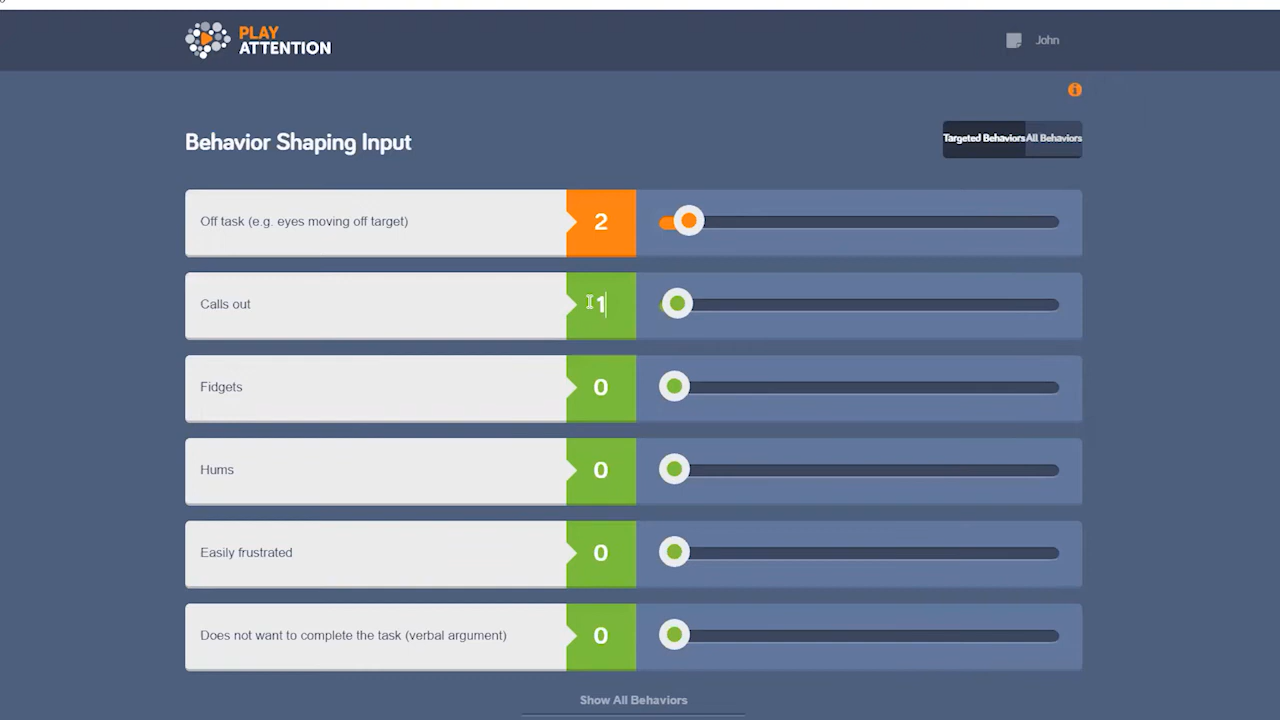 PLAY
ATTENTION
John
Behavior Shaping Input
Targeted Behaviors
All Behaviors
Off task (e.g. eyes moving off target)
2
Calls out
1
Fidgets
0
Hums
0
Easily frustrated
0
Does not want to complete the task (verbal argument)
0
Show All Behaviors